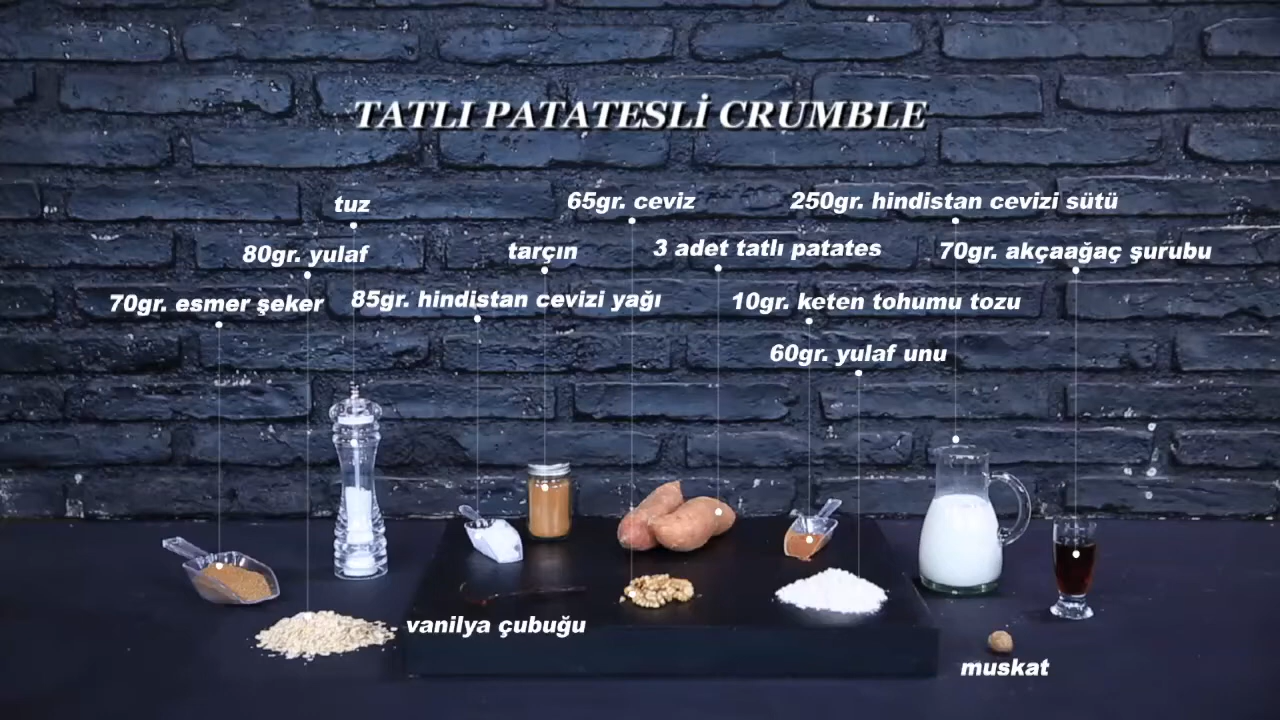 TATLI PATATESLİ CRUMBLE
tuz
65gr. ceviz
250gr. hindistan cevizi sütü
80gr. yulaf
tarçın
3 adet tatlı patates
70gr. akçaağaç şurubu
70gr. esmer şeker
85gr. hindistan cevizi yağı
10gr. keten tohumu tozu
60gr. yulaf unu
vanilya çubuğu
muskat